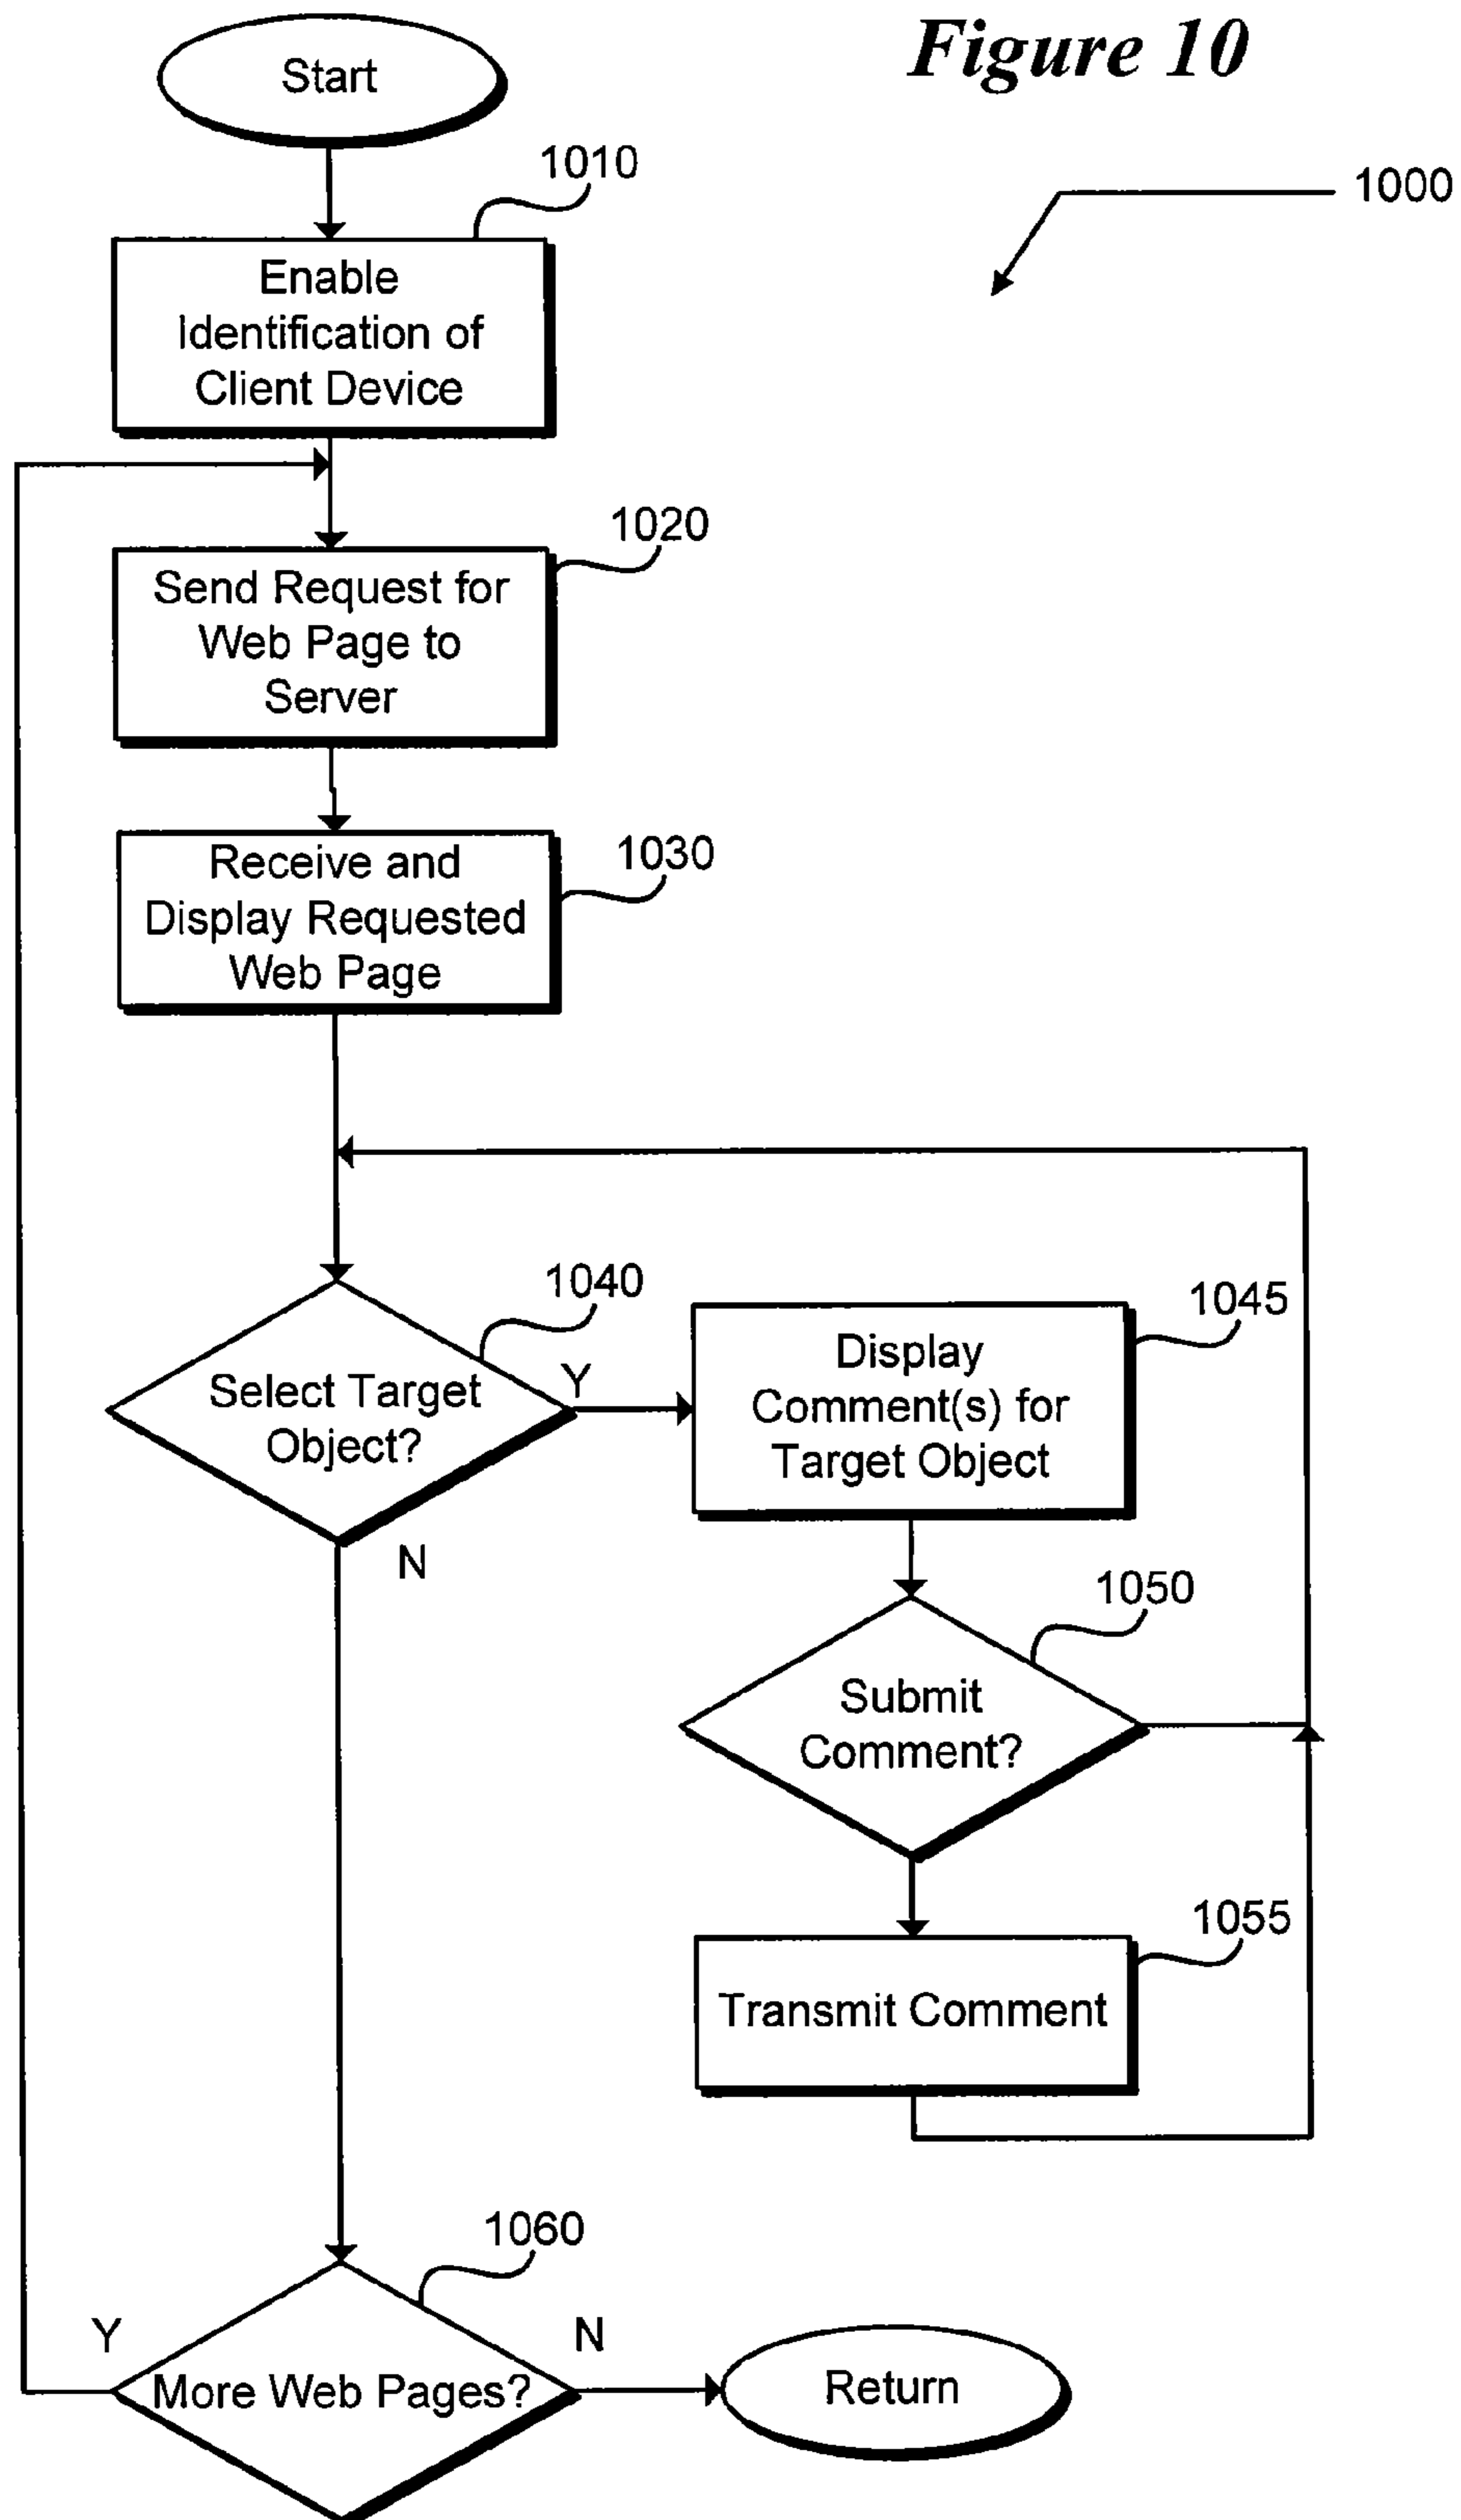 Figure 10
Start
1010
1000
Enable
Identification of
Client Device
1020
Send Request for
Web Page to
Server
1030
Receive and
Display Requested
Web Page
1040
Select Target
Object?
Y
N
1045
Display
Comment(s) for
Target Object
1050
Submit
Comment?
1055
Transmit Comment
1060
Y
More Web Pages?
N
Return